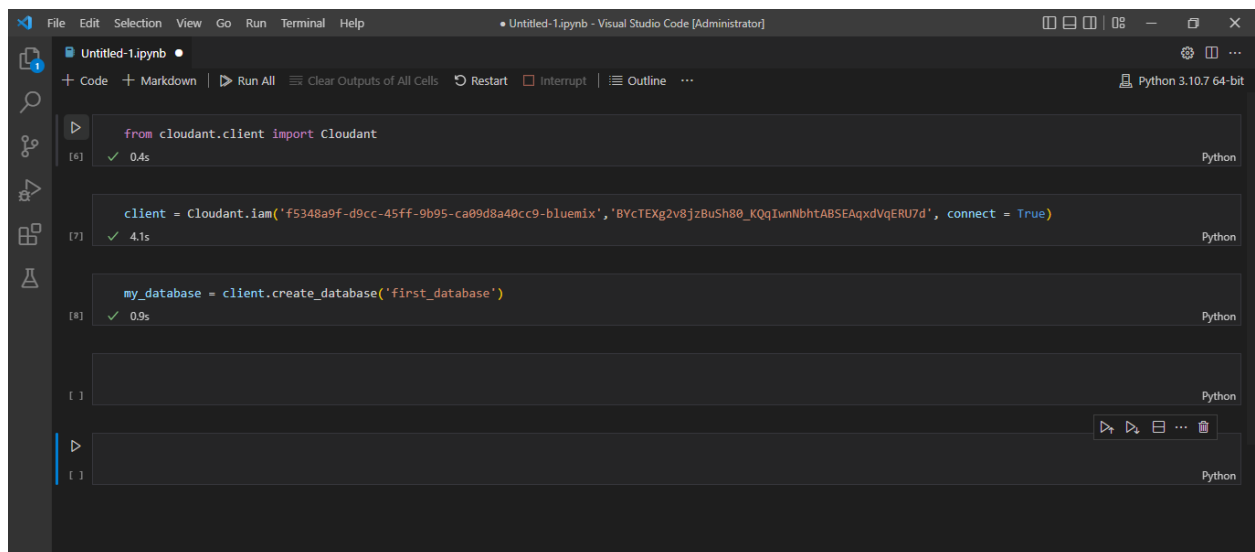 File Edit Selection View Go Run Terminal Help ● Untitled-1.ipynb - Visual Studio Code [Administrator]
Untitled-1.ipynb ●
1
+ Code + Markdown | Run All Clear Outputs of All Cells Restart Interrupt | Outline ... Python 3.10.7 64-bit
from cloudant.client import Cloudant
[6] ✓ 0.4s Python
client = Cloudant.iam('f5348a9f-d9cc-45ff-9b95-ca09d8a40cc9-bluemix','BYcTEXg2v8jzBuSh80_KQqIwnNbhtABSEAqxdVqERU7d', connect = True)
[7] ✓ 4.1s Python
my_database = client.create_database('first_database')
[8] ✓ 0.9s Python
[ ] Python
[ ] Python